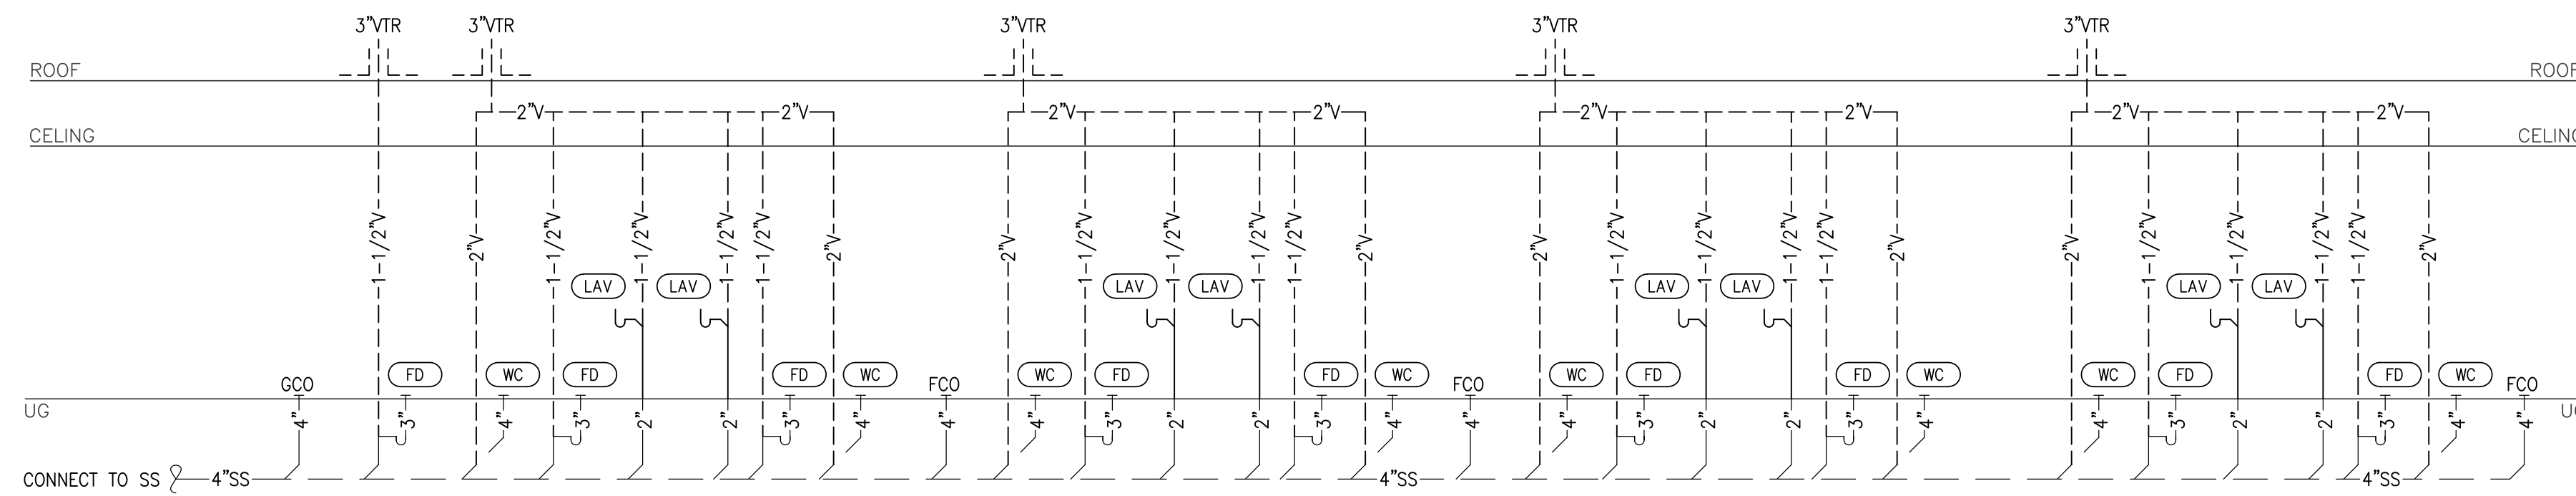 3"VTR 3"VTR 3"VTR 3"VTR 3"VTR
ROOF ROOF
2"V 2"V 2"V 2"V 2"V 2"V 2"V 2"V
CELING CELING
1 1/2"V 2"V 1 1/2"V 1 1/2"V 1 1/2"V 1 1/2"V 2"V 2"V 1 1/2"V 1 1/2"V 1 1/2"V 1 1/2"V 2"V 2"V 1 1/2"V 1 1/2"V 1 1/2"V 1 1/2"V 2"V 2"V 1 1/2"V 1 1/2"V 1 1/2"V 1 1/2"V 2"V
LAV LAV LAV LAV LAV LAV LAV LAV
GCO FD WC FD FD WC FCO WC FD FD WC FCO WC FD FD WC WC FD FD WC FCO
UG UG
4" 3" 4" 3" 2" 2" 3" 4" 4" 4" 3" 2" 2" 3" 4" 4" 4" 3" 2" 2" 3" 4" 4" 3" 2" 2" 3" 4" 4"
CONNECT TO SS 4"SS 4"SS 4"SS